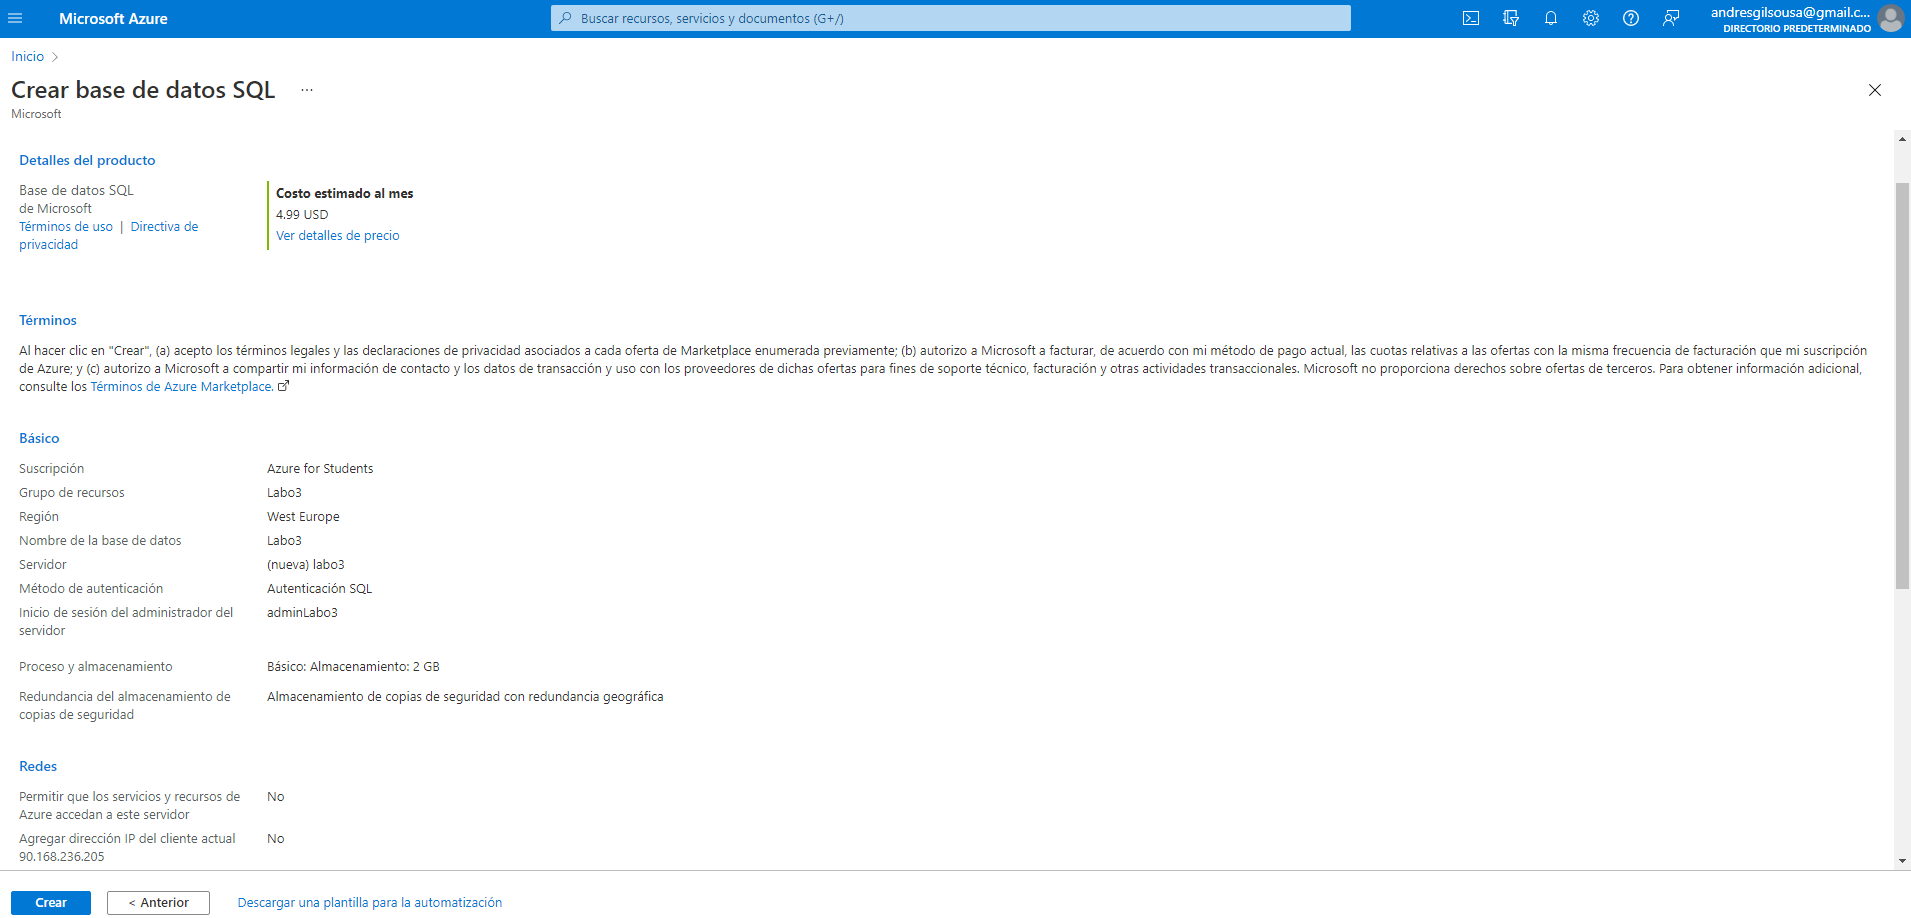 Microsoft Azure
Buscar recursos, servicios y documentos (G+/)
andresgilsousa@gmail.c...
DIRECTORIO PREDETERMINADO
Inicio
Crear base de datos SQL ...
Microsoft
Detalles del producto
Base de datos SQL
de Microsoft
Términos de uso | Directiva de
privacidad
Costo estimado al mes
4.99 USD
Ver detalles de precio
Términos
Al hacer clic en "Crear", (a) acepto los términos legales y las declaraciones de privacidad asociados a cada oferta de Marketplace enumerada previamente; (b) autorizo a Microsoft a facturar, de acuerdo con mi método de pago actual, las cuotas relativas a las ofertas con la misma frecuencia de facturación que mi suscripción
de Azure; y (c) autorizo a Microsoft a compartir mi información de contacto y los datos de transacción y uso con los proveedores de dichas ofertas para fines de soporte técnico, facturación y otras actividades transaccionales. Microsoft no proporciona derechos sobre ofertas de terceros. Para obtener información adicional,
consulte los Términos de Azure Marketplace.
Básico
Suscripción Azure for Students
Grupo de recursos Labo3
Región West Europe
Nombre de la base de datos Labo3
Servidor (nueva) labo3
Método de autenticación Autenticación SQL
Inicio de sesión del administrador del adminLabo3
servidor
Proceso y almacenamiento Básico: Almacenamiento: 2 GB
Redundancia del almacenamiento de Almacenamiento de copias de seguridad con redundancia geográfica
copias de seguridad
Redes
Permitir que los servicios y recursos de No
Azure accedan a este servidor
Agregar dirección IP del cliente actual No
90.168.236.205
Crear
< Anterior
Descargar una plantilla para la automatización